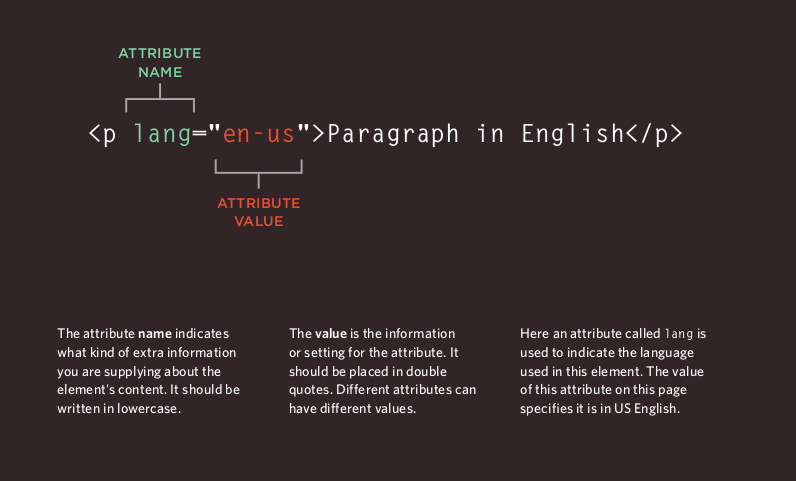 ATTRIBUTE
NAME
<p lang="en-us">Paragraph in English</p>
ATTRIBUTE
VALUE
The attribute name indicates
what kind of extra information
you are supplying about the
element's content. It should be
written in lowercase.
The value is the information
or setting for the attribute. It
should be placed in double
quotes. Different attributes can
have different values.
Here an attribute called lang is
used to indicate the language
used in this element. The value
of this attribute on this page
specifies it is in US English.